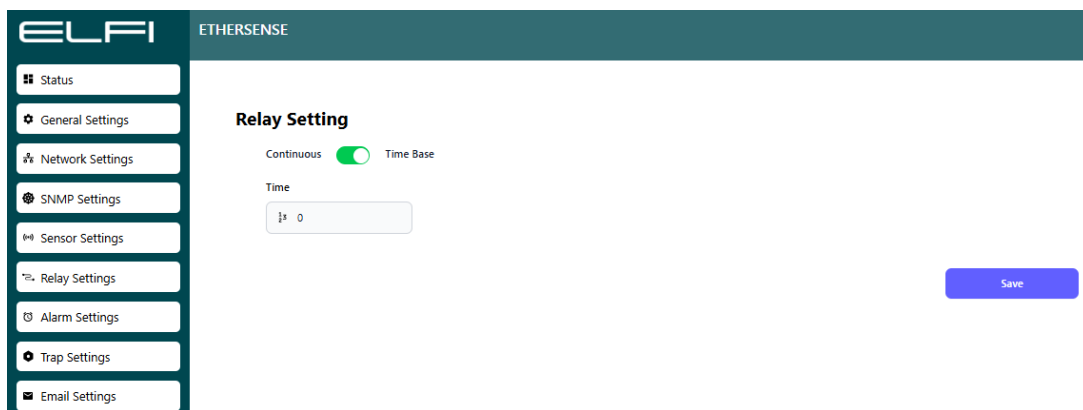 ELFI
ETHERSENSE
Status
General Settings
Network Settings
SNMP Settings
Sensor Settings
Relay Settings
Alarm Settings
Trap Settings
Email Settings
Relay Setting
Continuous Time Base
Time
0
Save